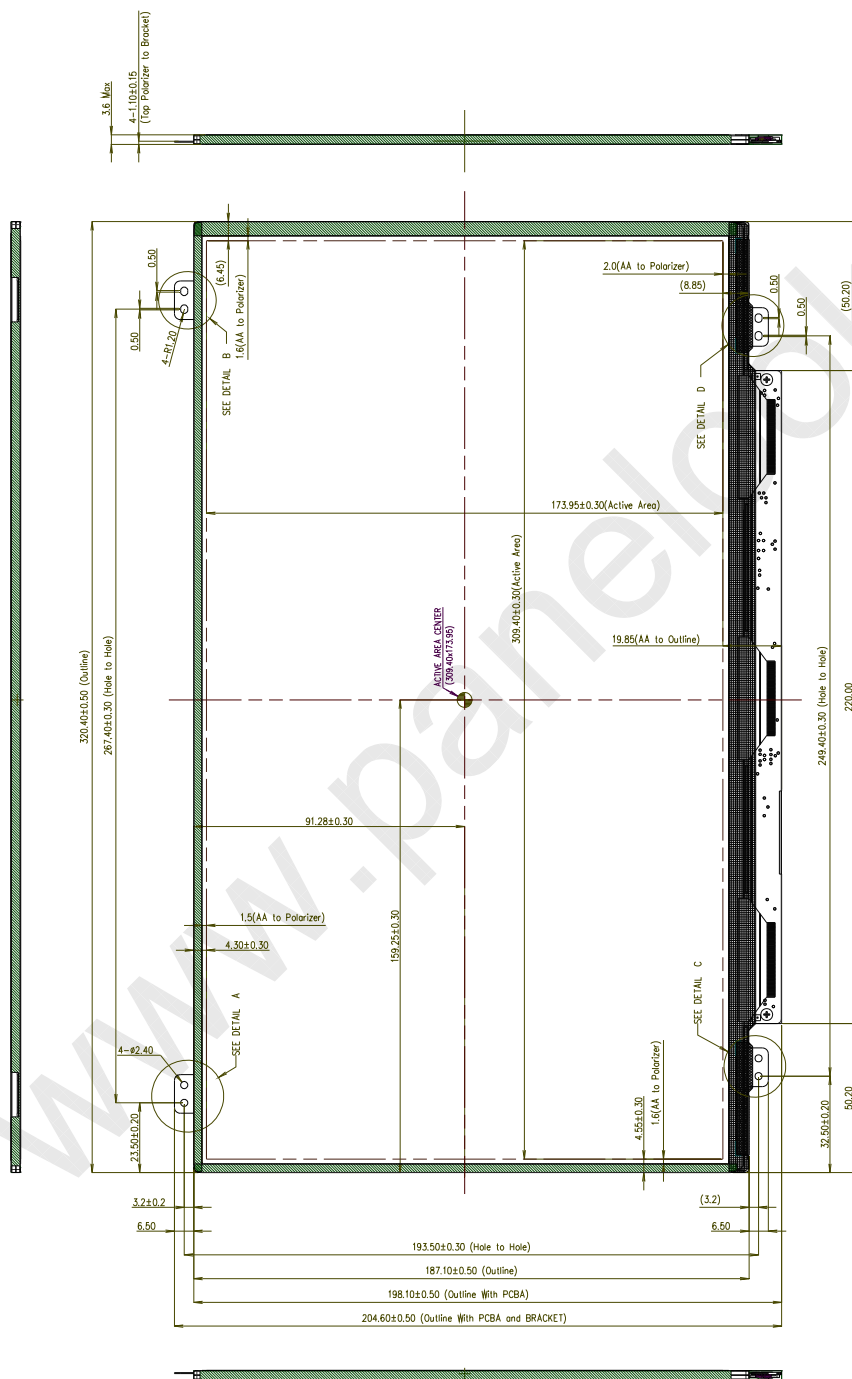 3.6 Max
4-1.10±0.15
(Top Polarizer to Bracket)
0.50
0.50
4-R1.20
(6.45)
1.6(AA to Polarizer)
SEE DETAIL B
2.0(AA to Polarizer)
(8.85)
0.50
0.50
(50.20)
SEE DETAIL D
173.95±0.30(Active Area)
309.40±0.30(Active Area)
ACTIVE AREA CENTER
(309.40x173.95)
19.85(AA to Outline)
320.40±0.50 (Outline)
267.40±0.30 (Hole to Hole)
249.40±0.30 (Hole to Hole)
220.00
91.28±0.30
159.25±0.30
1.5(AA to Polarizer)
4.30±0.30
SEE DETAIL A
SEE DETAIL C
4-ø2.40
23.50±0.20
4.55±0.30
1.6(AA to Polarizer)
32.50±0.20
50.20
3.2±0.2
6.50
(3.2)
6.50
193.50±0.30 (Hole to Hole)
187.10±0.50 (Outline)
198.10±0.50 (Outline With PCBA)
204.60±0.50 (Outline With PCBA and BRACKET)